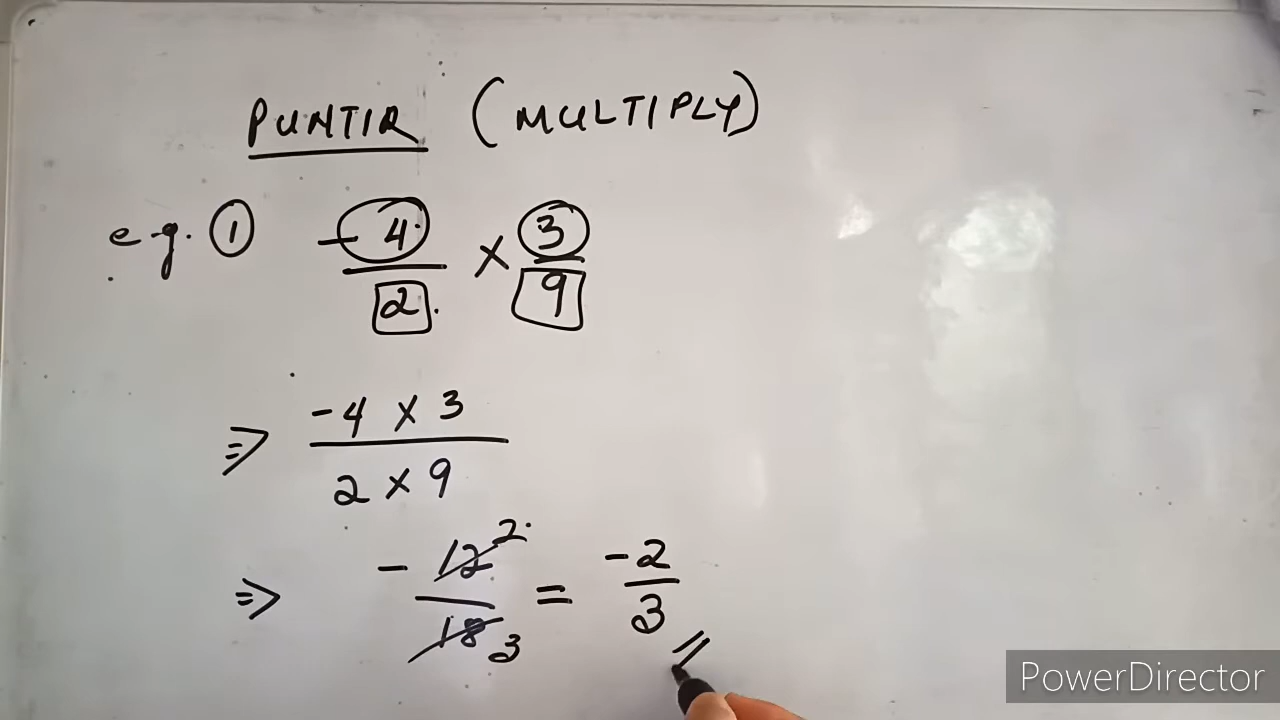 PUNTIR (MULTIPLY)
e.g. ① -4/2 × 3/9
⇒ -4 × 3 / 2 × 9
⇒ - 12 2 / 18 3 = -2/3 //
PowerDirector